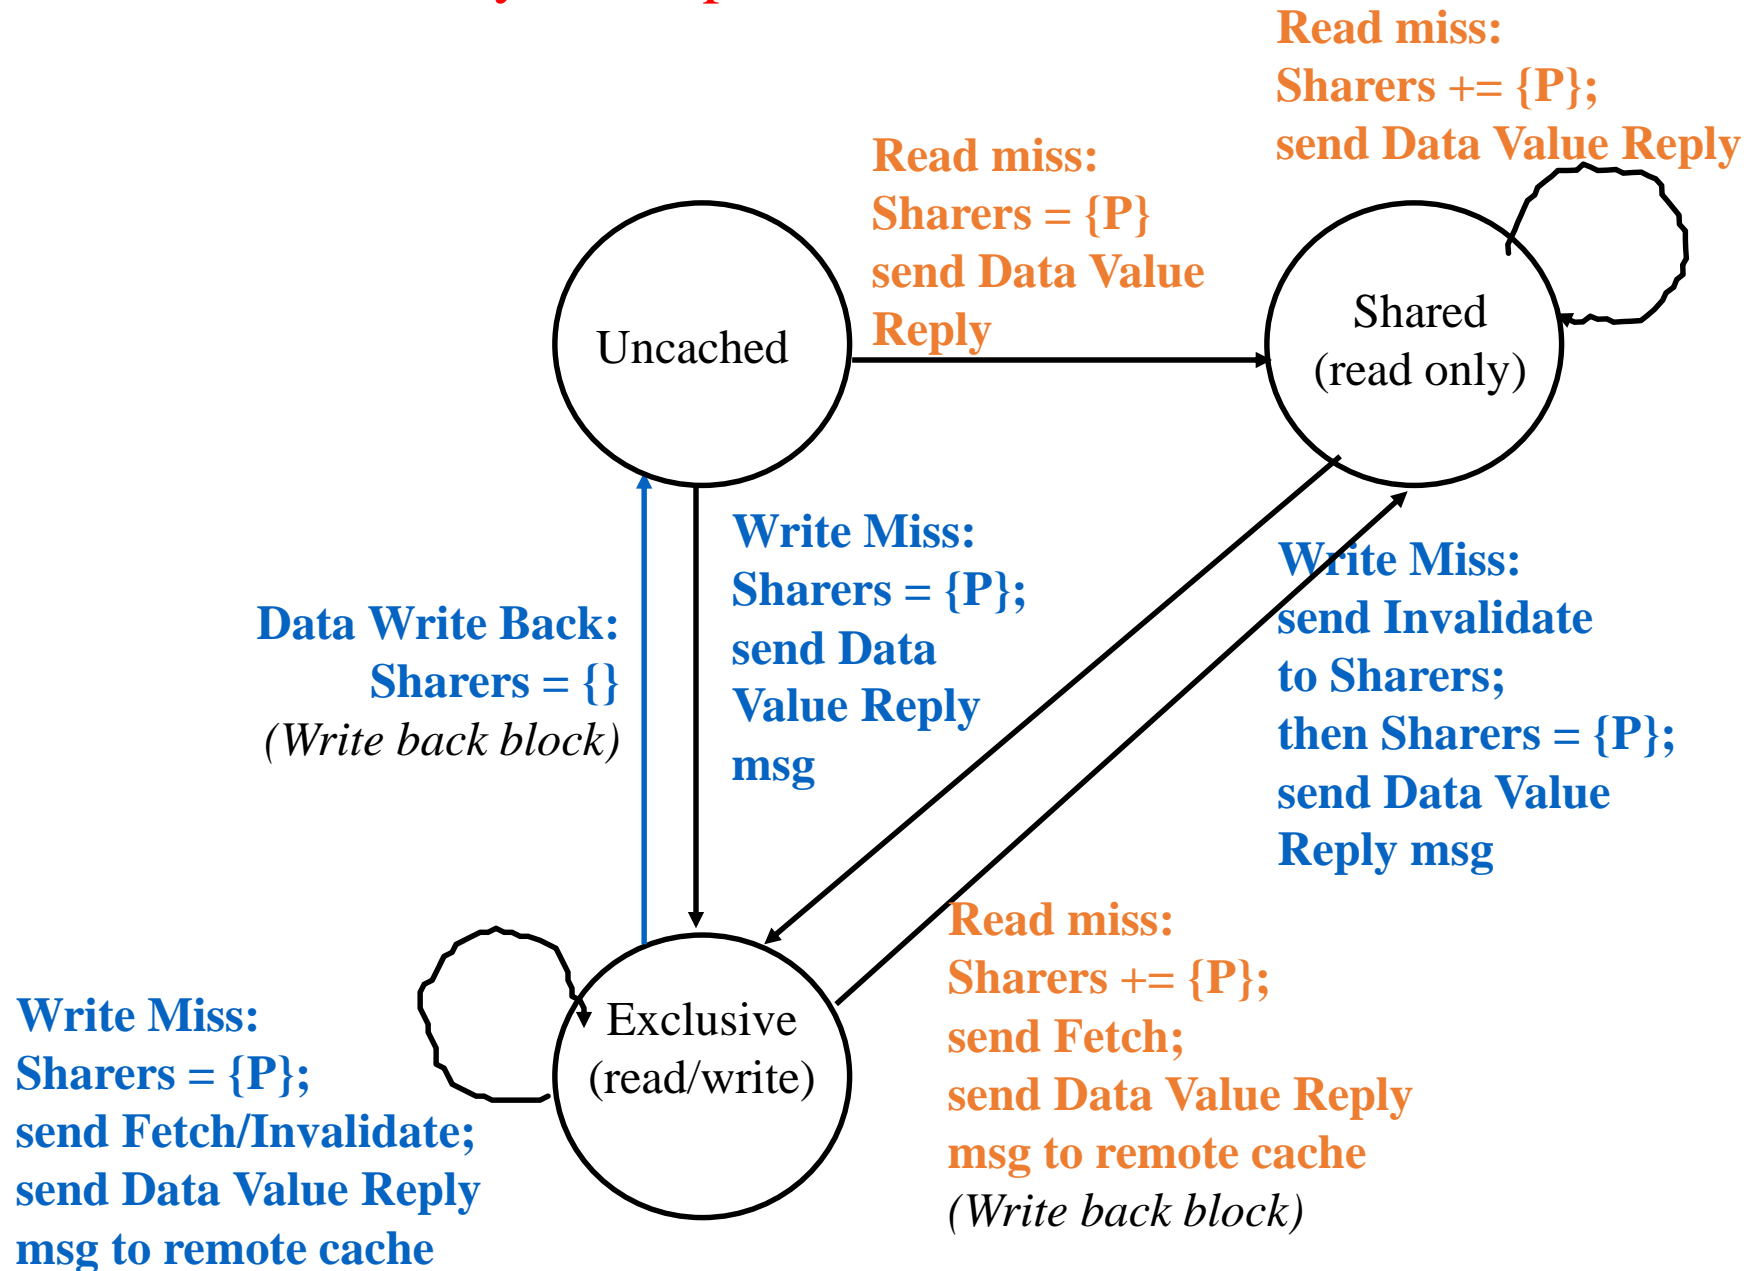 Read miss:
Sharers += {P};
send Data Value Reply
Read miss:
Sharers = {P}
send Data Value
Reply
Uncached
Shared
(read only)
Write Miss:
Sharers = {P};
send Data
Value Reply
msg
Data Write Back:
Sharers = {}
(Write back block)
Write Miss:
send Invalidate
to Sharers;
then Sharers = {P};
send Data Value
Reply msg
Exclusive
(read/write)
Read miss:
Sharers += {P};
send Fetch;
send Data Value Reply
msg to remote cache
(Write back block)
Write Miss:
Sharers = {P};
send Fetch/Invalidate;
send Data Value Reply
msg to remote cache